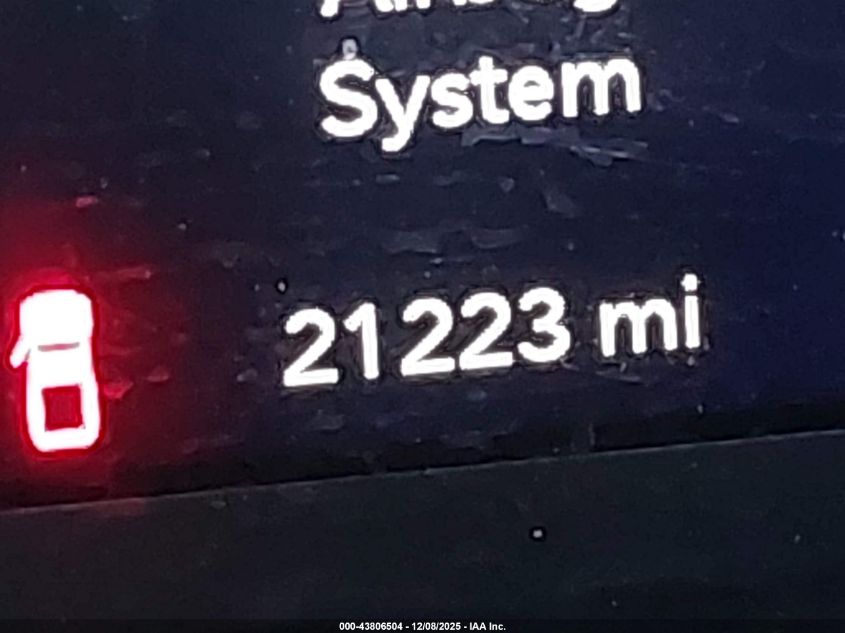 System
21223 mi
000-43806504 - 12/08/2025 - IAA Inc.